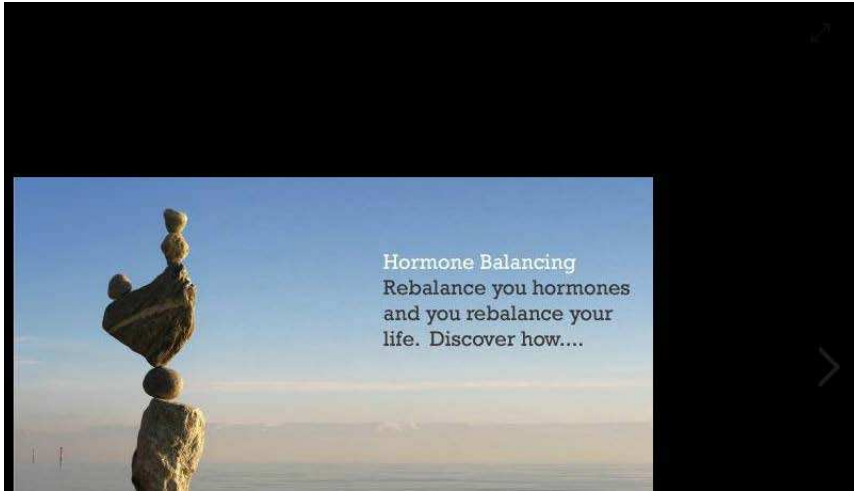 Hormone Balancing
Rebalance you hormones
and you rebalance your
life. Discover how....